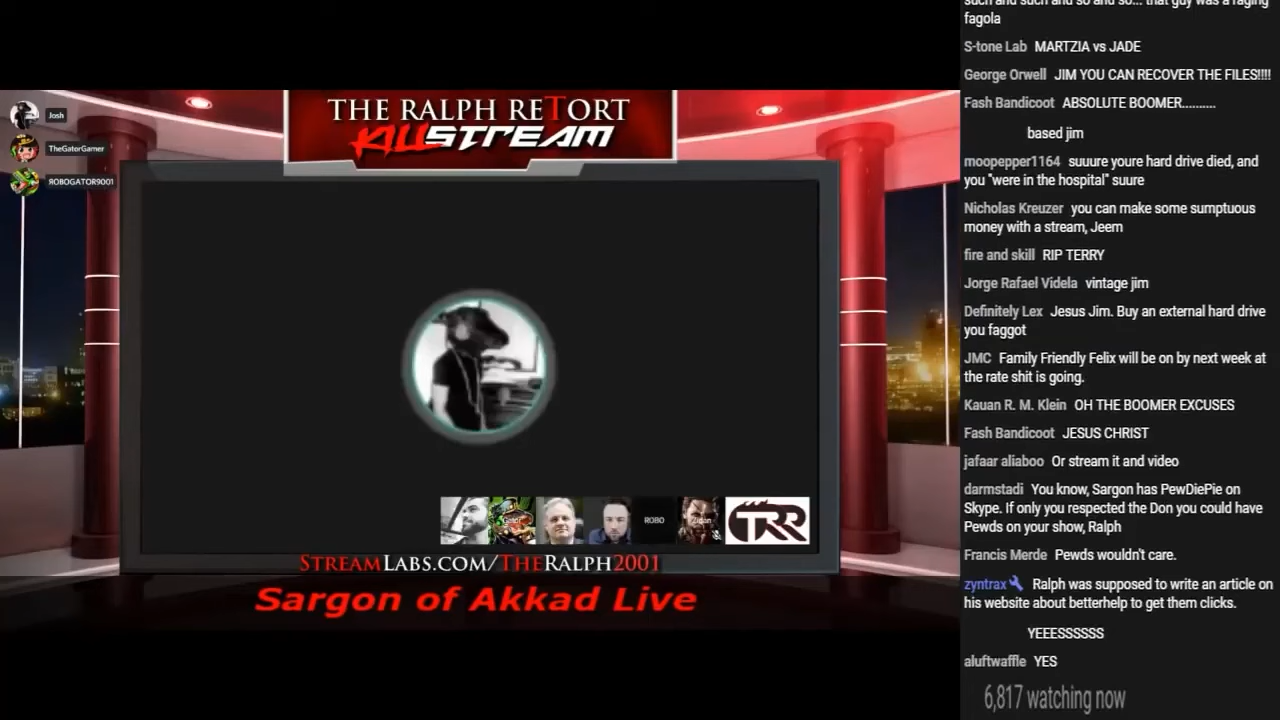 such and such and so and so... that guy was a raging
fagola
S-tone Lab MARTZIA vs JADE
George Orwell JIM YOU CAN RECOVER THE FILES!!!!
Fash Bandicoot ABSOLUTE BOOMER..........
based jim
moopepper1164 suuure youre hard drive died, and
you "were in the hospital" suure
Nicholas Kreuzer you can make some sumptuous
money with a stream, Jeem
fire and skill RIP TERRY
Jorge Rafael Videla vintage jim
Definitely Lex Jesus Jim. Buy an external hard drive
you faggot
JMC Family Friendly Felix will be on by next week at
the rate shit is going.
Kauan R. M. Klein OH THE BOOMER EXCUSES
Fash Bandicoot JESUS CHRIST
jafaar aliaboo Or stream it and video
darmstadi You know, Sargon has PewDiePie on
Skype. If only you respected the Don you could have
Pewds on your show, Ralph
Francis Merde Pewds wouldn't care.
zyntrax Ralph was supposed to write an article on
his website about betterhelp to get them clicks.
YEEESSSSSS
aluftwaffle YES
6,817 watching now
Josh
TheGatorGamer
ROBOGATOR9001
THE RALPH RETORT
KILLSTREAM
ROBO
TRR
STREAMLABS.COM/THERALPH2001
Sargon of Akkad Live